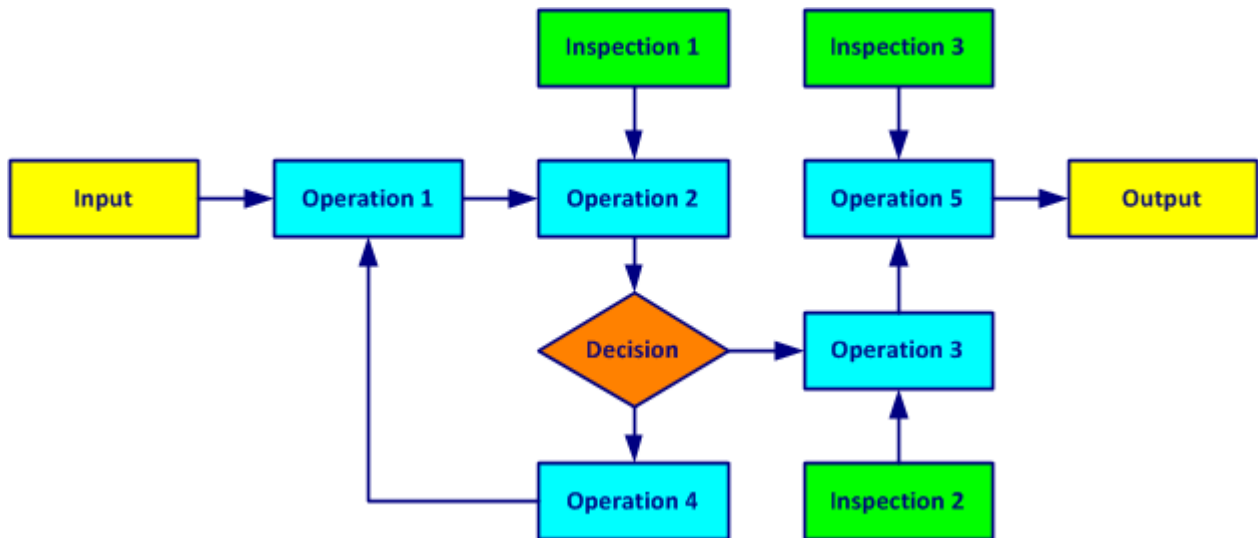 Inspection 1
Inspection 3
Input
Operation 1
Operation 2
Operation 5
Output
Decision
Operation 3
Operation 4
Inspection 2